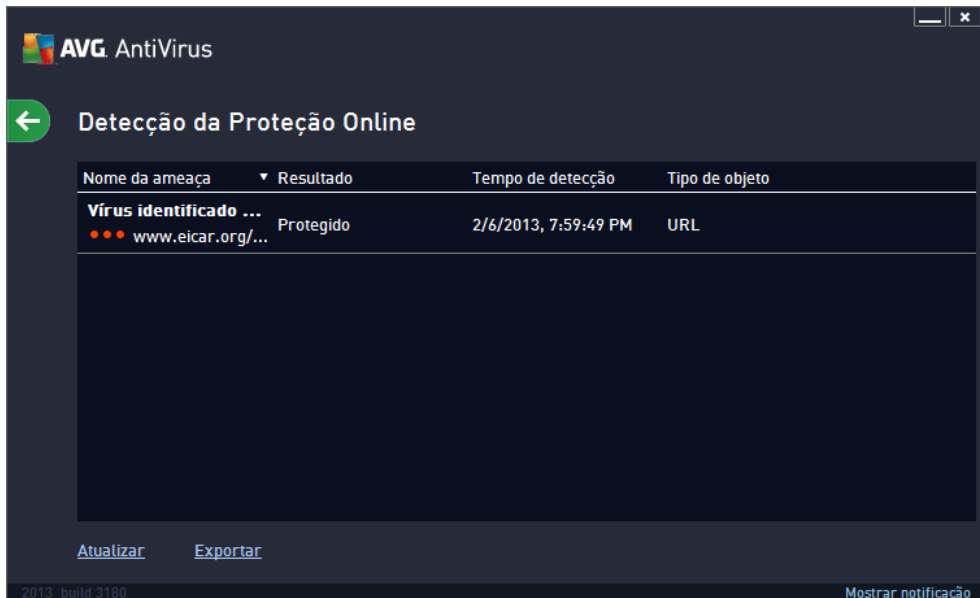 AVG. AntiVirus
Detecção da Proteção Online
Nome da ameaça Resultado Tempo de detecção Tipo de objeto
Vírus identificado ...
www.eicar.org/... Protegido 2/6/2013, 7:59:49 PM URL
Atualizar Exportar
2013 build 3180 Mostrar notificação